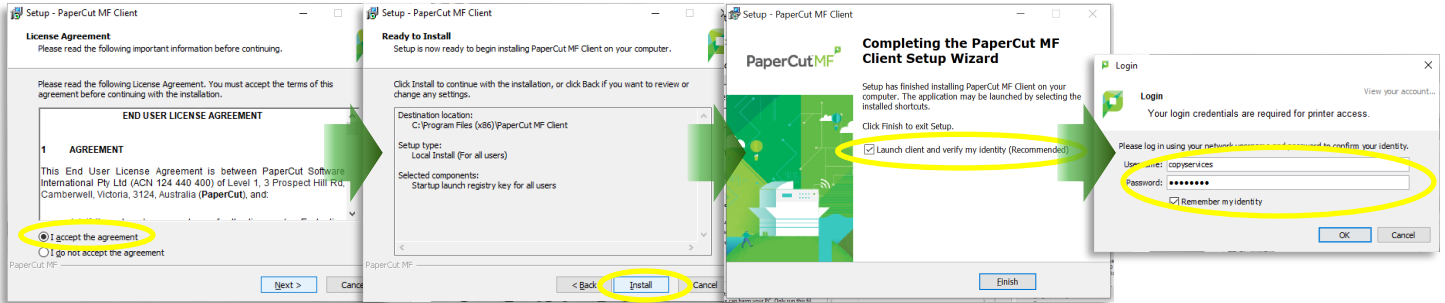 Setup - PaperCut MF Client
License Agreement
Please read the following important information before continuing.
Please read the following License Agreement. You must accept the terms of this
agreement before continuing with the installation.
END USER LICENSE AGREEMENT
1 AGREEMENT
This End User License Agreement is between PaperCut Software
International Pty Ltd (ACN 124 440 400) of Level 1, 3 Prospect Hill Rd,
Camberwell, Victoria, 3124, Australia (PaperCut), and:
I accept the agreement
I do not accept the agreement
PaperCut MF
Next >
Cance
Setup - PaperCut MF Client
Ready to Install
Setup is now ready to begin installing PaperCut MF Client on your computer.
Click Install to continue with the installation, or click Back if you want to review or
change any settings.
Destination location:
C:\Program Files (x86)\PaperCut MF Client
Setup type:
Local Install (For all users)
Selected components:
Startup launch registry key for all users
PaperCut MF
< Back
Install
Cancel
Setup - PaperCut MF Client
PaperCut MF
Completing the PaperCut MF
Client Setup Wizard
Setup has finished installing PaperCut MF Client on your
computer. The application may be launched by selecting the
installed shortcuts.
Click Finish to exit Setup.
Launch client and verify my identity (Recommended)
Finish
Login
View your account...
Login
Your login credentials are required for printer access.
Please log in using your network username and password to confirm your identity.
Username: copyservices
Password: ●●●●●●●●
Remember my identity
OK
Cancel